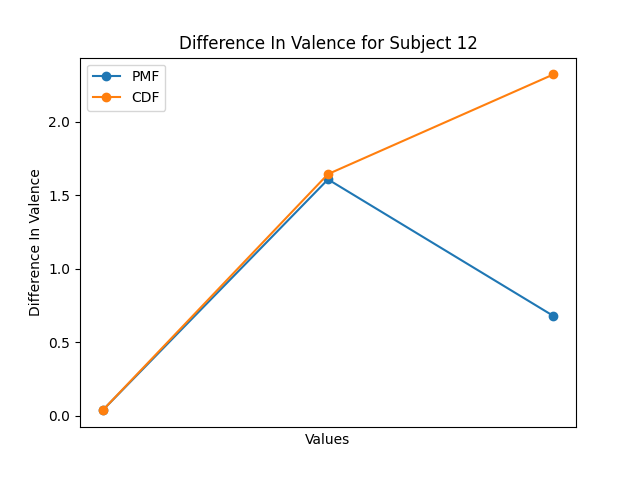 Difference In Valence for Subject 12
PMF
CDF
2.0
1.5
1.0
0.5
0.0
Difference In Valence
Values